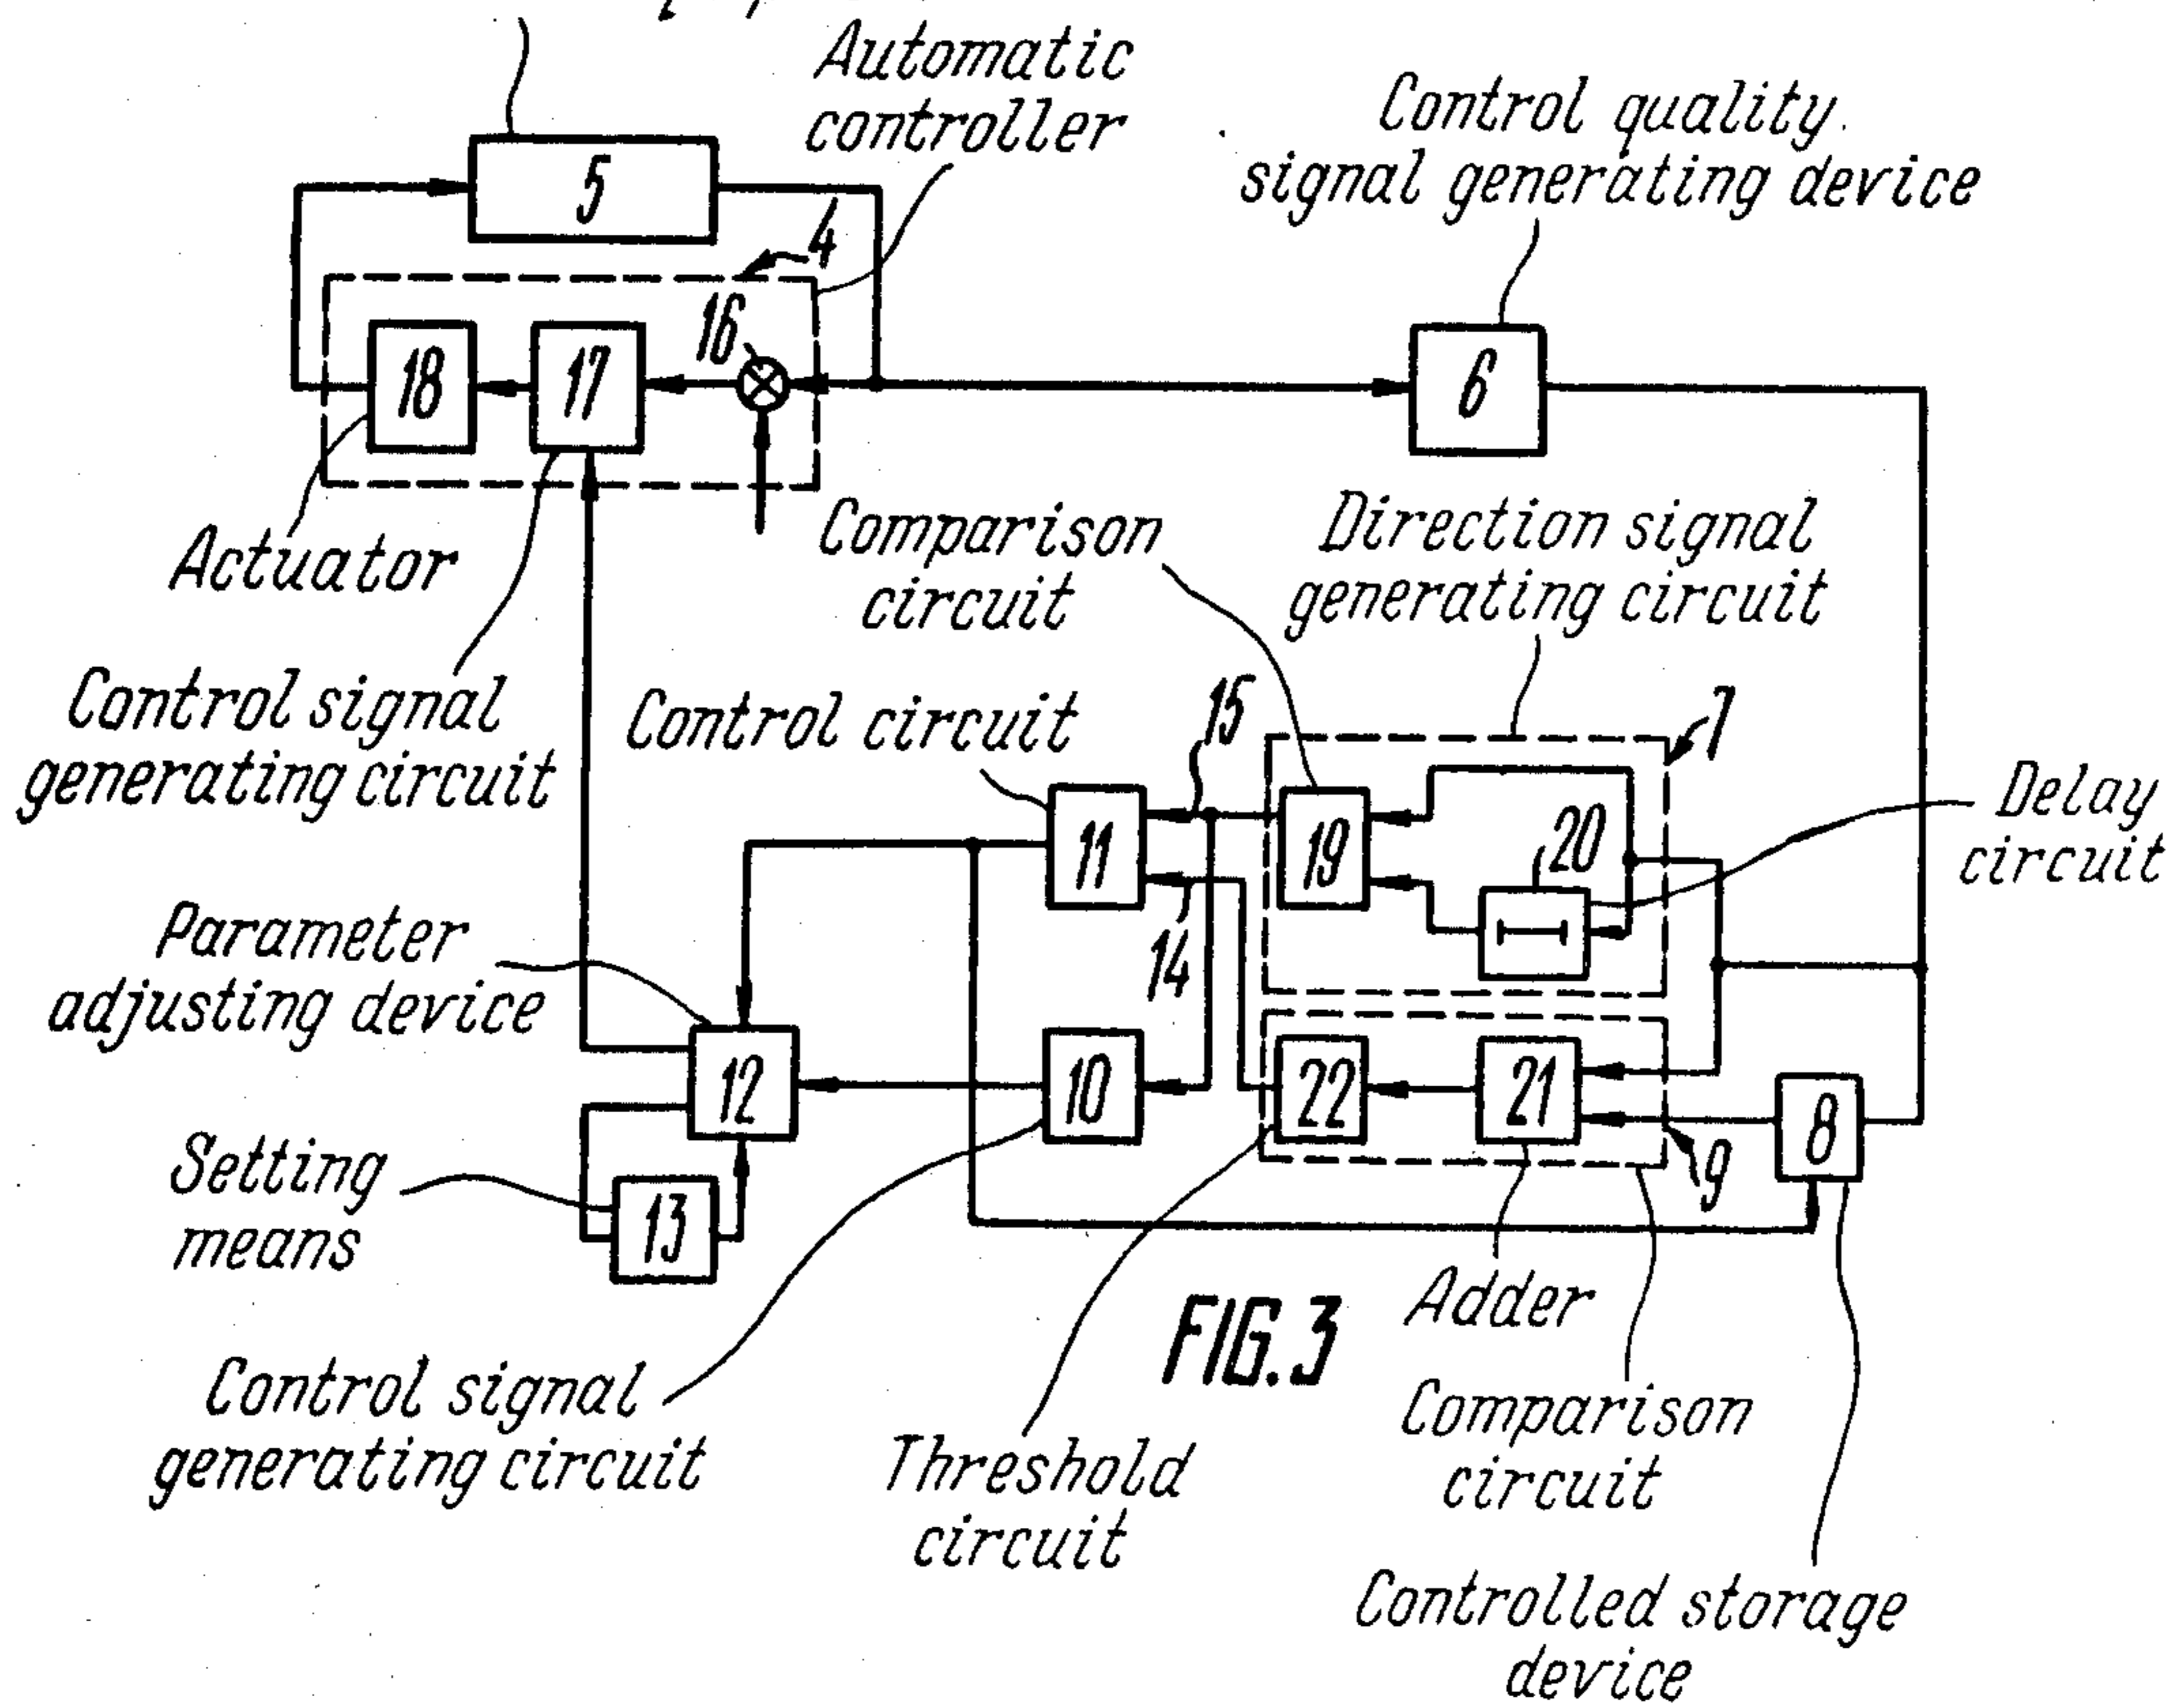 Automatic
controller
Control quality
signal generating device
5
4
16
18
17
6
Actuator
Comparison
circuit
Direction signal
generating circuit
Control signal
generating circuit
Control circuit
15
7
Delay
circuit
11
19
20
14
Parameter
adjusting device
12
10
22
21
8
9
Setting
means
13
Adder
FIG. 3
Control signal
generating circuit
Threshold
circuit
Comparison
circuit
Controlled storage
device